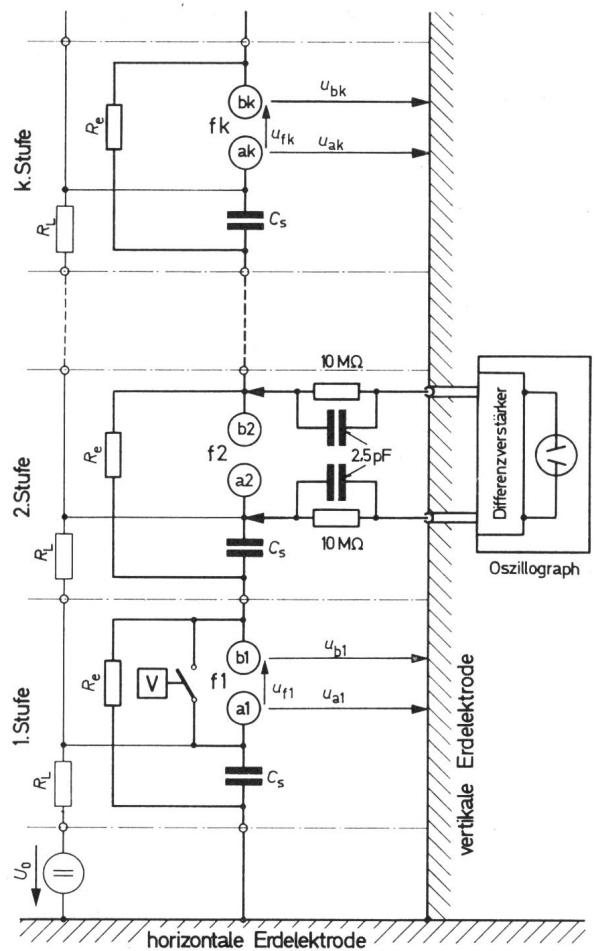 k.Stufe
R_e
bk
fk
ak
u_bk
u_fk
u_ak
R_L
C_s
2.Stufe
R_e
b2
f2
a2
10 MΩ
2,5pF
10 MΩ
R_L
C_s
Differenzverstärker
Oszillograph
1.Stufe
R_e
V
b1
f1
a1
u_b1
u_f1
u_a1
R_L
C_s
U_0
vertikale Erdelektrode
horizontale Erdelektrode